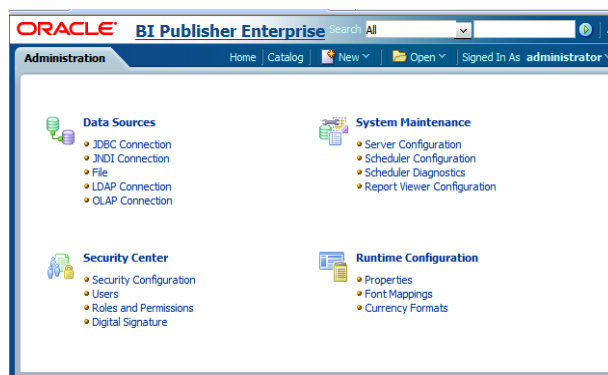 ORACLE BI Publisher Enterprise Search All
Administration Home Catalog New Open Signed In As administrator
Data Sources
JDBC Connection
JNDI Connection
File
LDAP Connection
OLAP Connection
System Maintenance
Server Configuration
Scheduler Configuration
Scheduler Diagnostics
Report Viewer Configuration
Security Center
Security Configuration
Users
Roles and Permissions
Digital Signature
Runtime Configuration
Properties
Font Mappings
Currency Formats